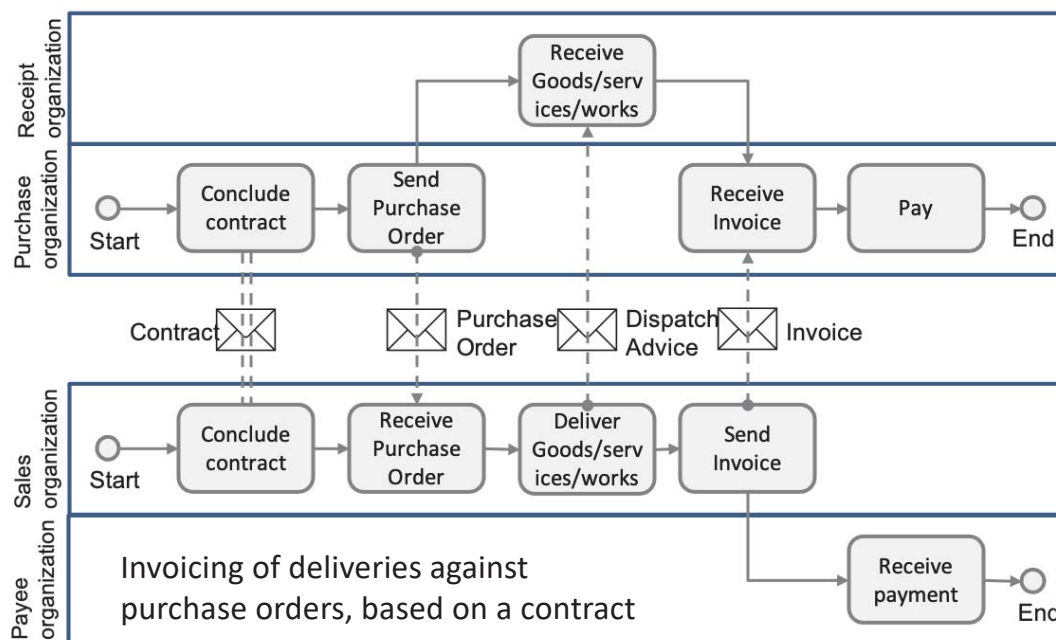 Receipt
organization
Receive
Goods/serv
ices/works
Purchase
organization
Start
Conclude
contract
Send
Purchase
Order
Receive
Invoice
Pay
End
Contract
Purchase
Order
Dispatch
Advice
Invoice
Sales
organization
Start
Conclude
contract
Receive
Purchase
Order
Deliver
Goods/serv
ices/works
Send
Invoice
Payee
organization
Invoicing of deliveries against
purchase orders, based on a contract
Receive
payment
End